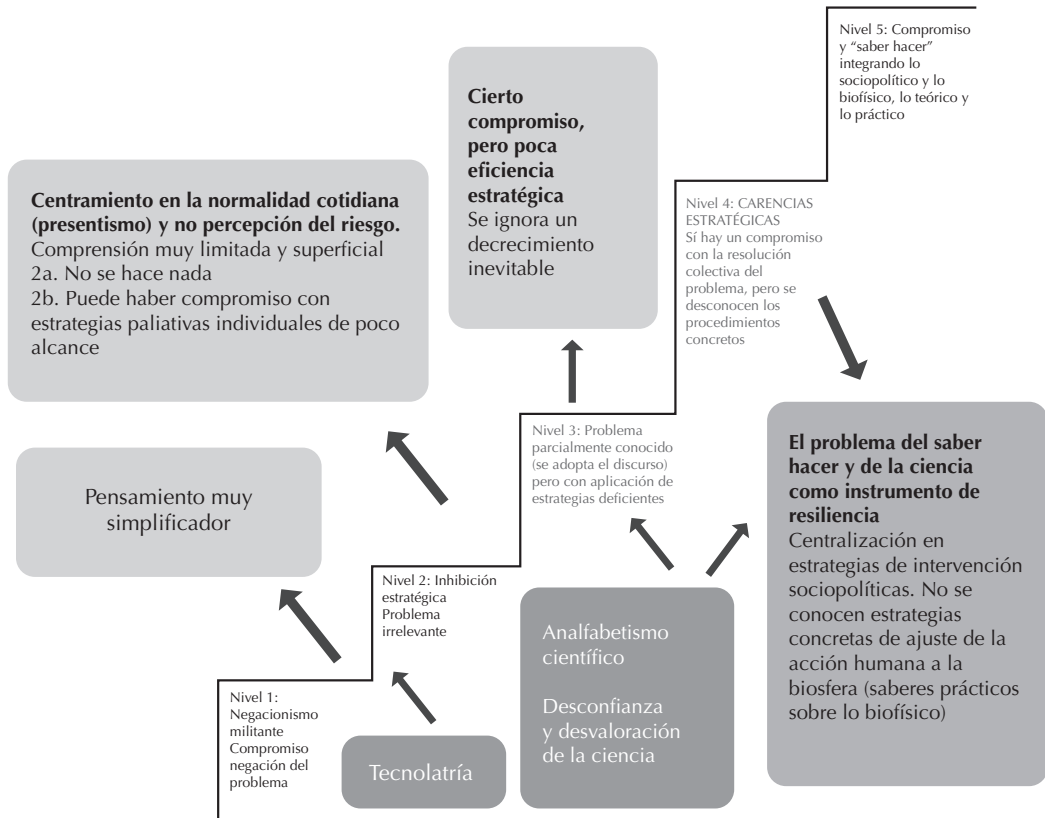 Nivel 5: Compromiso
y “saber hacer”
integrando lo
sociopolítico y lo
biofísico, lo teórico y
lo práctico
Cierto
compromiso,
pero poca
eficiencia
estratégica
Se ignora un
decrecimiento
inevitable
Centramiento en la normalidad cotidiana
(presentismo) y no percepción del riesgo.
Comprensión muy limitada y superficial
2a. No se hace nada
2b. Puede haber compromiso con
estrategias paliativas individuales de poco
alcance
Nivel 4: CARENCIAS
ESTRATÉGICAS
Sí hay un compromiso
con la resolución
colectiva del
problema, pero se
desconocen los
procedimientos
concretos
Nivel 3: Problema
parcialmente conocido
(se adopta el discurso)
pero con aplicación de
estrategias deficientes
El problema del saber
hacer y de la ciencia
como instrumento de
resiliencia
Centralización en
estrategias de intervención
sociopolíticas. No se
conocen estrategias
concretas de ajuste de la
acción humana a la
biosfera (saberes prácticos
sobre lo biofísico)
Pensamiento muy
simplificador
Nivel 2: Inhibición
estratégica
Problema
irrelevante
Analfabetismo
científico
Desconfianza
y desvaloración
de la ciencia
Nivel 1:
Negacionismo
militante
Compromiso
negación del
problema
Tecnolatría